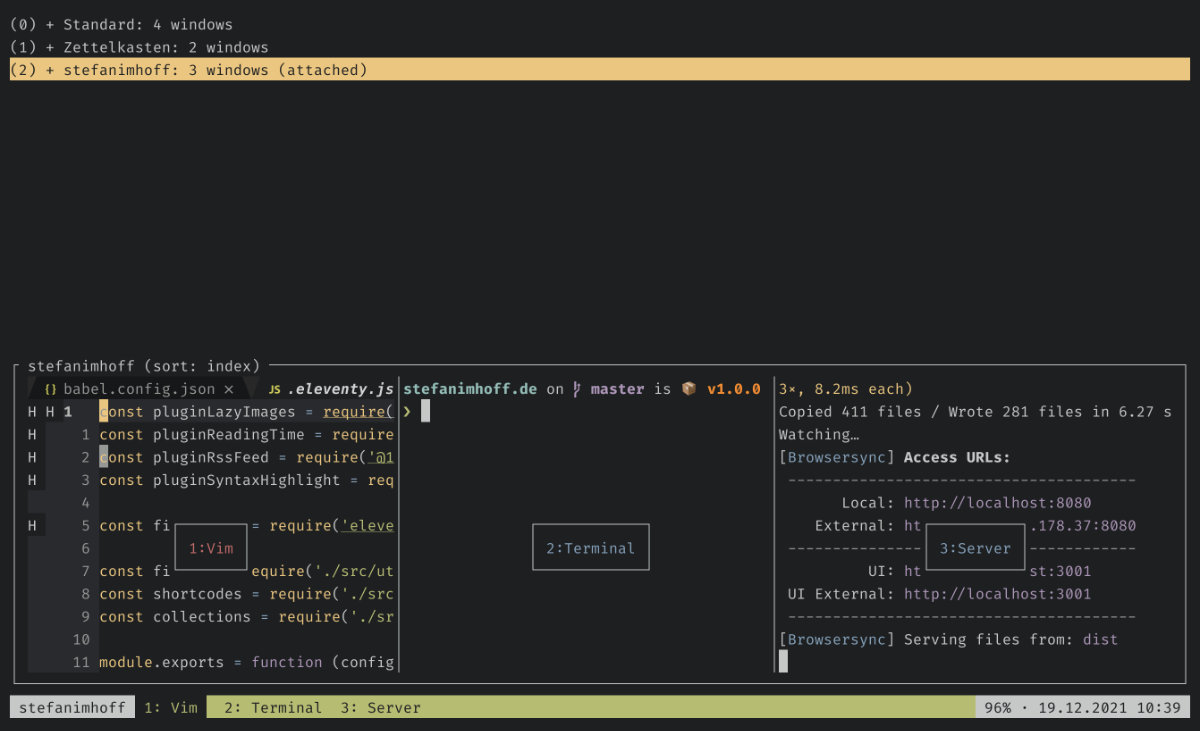 (0) + Standard: 4 windows
(1) + Zettelkasten: 2 windows
(2) + stefanimhoff: 3 windows (attached)
stefanimhoff (sort: index)
{} babel.config.json × JS .eleventy.js
H H 1 const pluginLazyImages = require(
H 1 const pluginReadingTime = require
H 2 const pluginRssFeed = require('@1
H 3 const pluginSyntaxHighlight = req
4
H 5 const fi = require('eleve
6
1:Vim
7 const fi equire('./src/ut
8 const shortcodes = require('./src
9 const collections = require('./sr
10
11 module.exports = function (config
stefanimhoff.de on master is 📦 v1.0.0
❯
2:Terminal
3×, 8.2ms each)
Copied 411 files / Wrote 281 files in 6.27 s
Watching…
[Browsersync] Access URLs:
---------------------------------------
Local: http://localhost:8080
External: ht .178.37:8080
--------------- ------------
3:Server
UI: ht st:3001
UI External: http://localhost:3001
---------------------------------------
[Browsersync] Serving files from: dist
stefanimhoff 1: Vim 2: Terminal 3: Server 96% · 19.12.2021 10:39